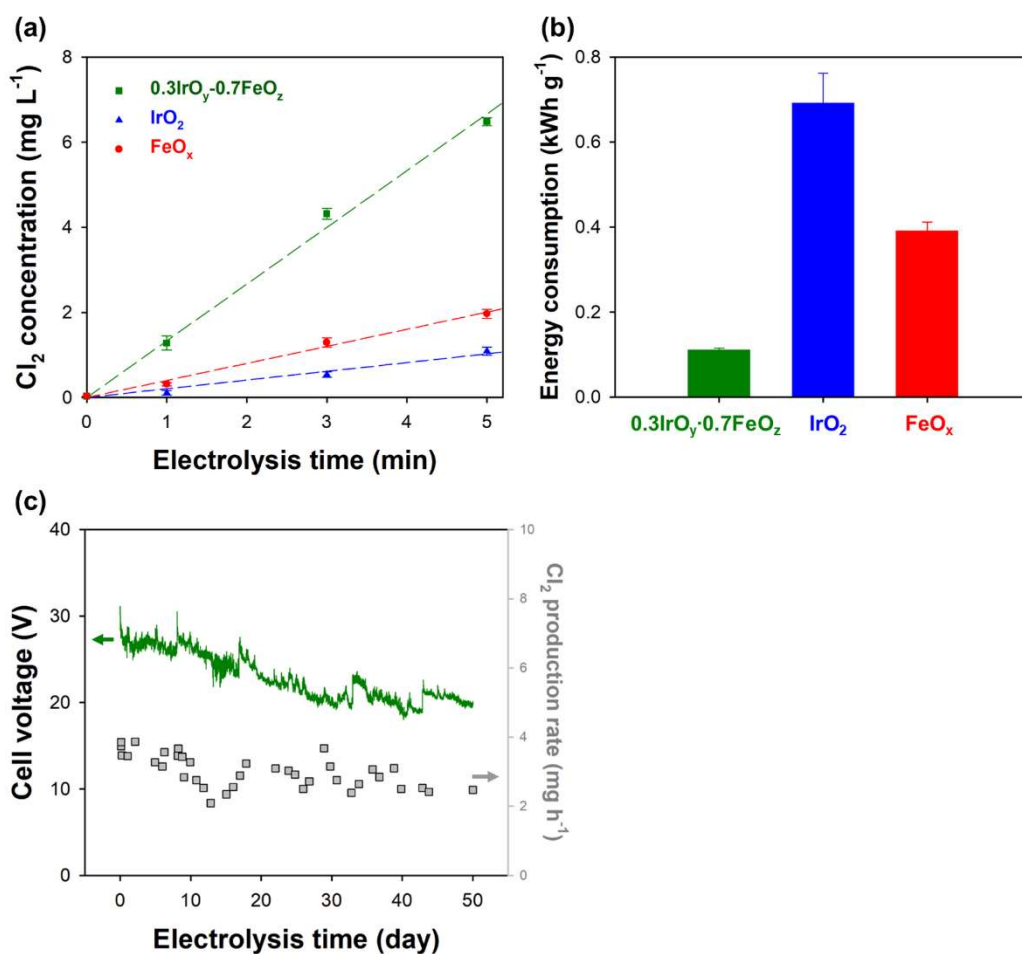 (a)
Cl₂ concentration (mg L⁻¹)
8
6
4
2
0
0.3IrOy-0.7FeOz
IrO₂
FeOₓ
0 1 2 3 4 5
Electrolysis time (min)
(b)
Energy consumption (kWh g⁻¹)
0.8
0.6
0.4
0.2
0.0
0.3IrOy·0.7FeOz IrO₂ FeOₓ
(c)
Cell voltage (V)
40
30
20
10
0
10
8
6
4
2
0
Cl₂ production rate (mg h⁻¹)
0 10 20 30 40 50
Electrolysis time (day)